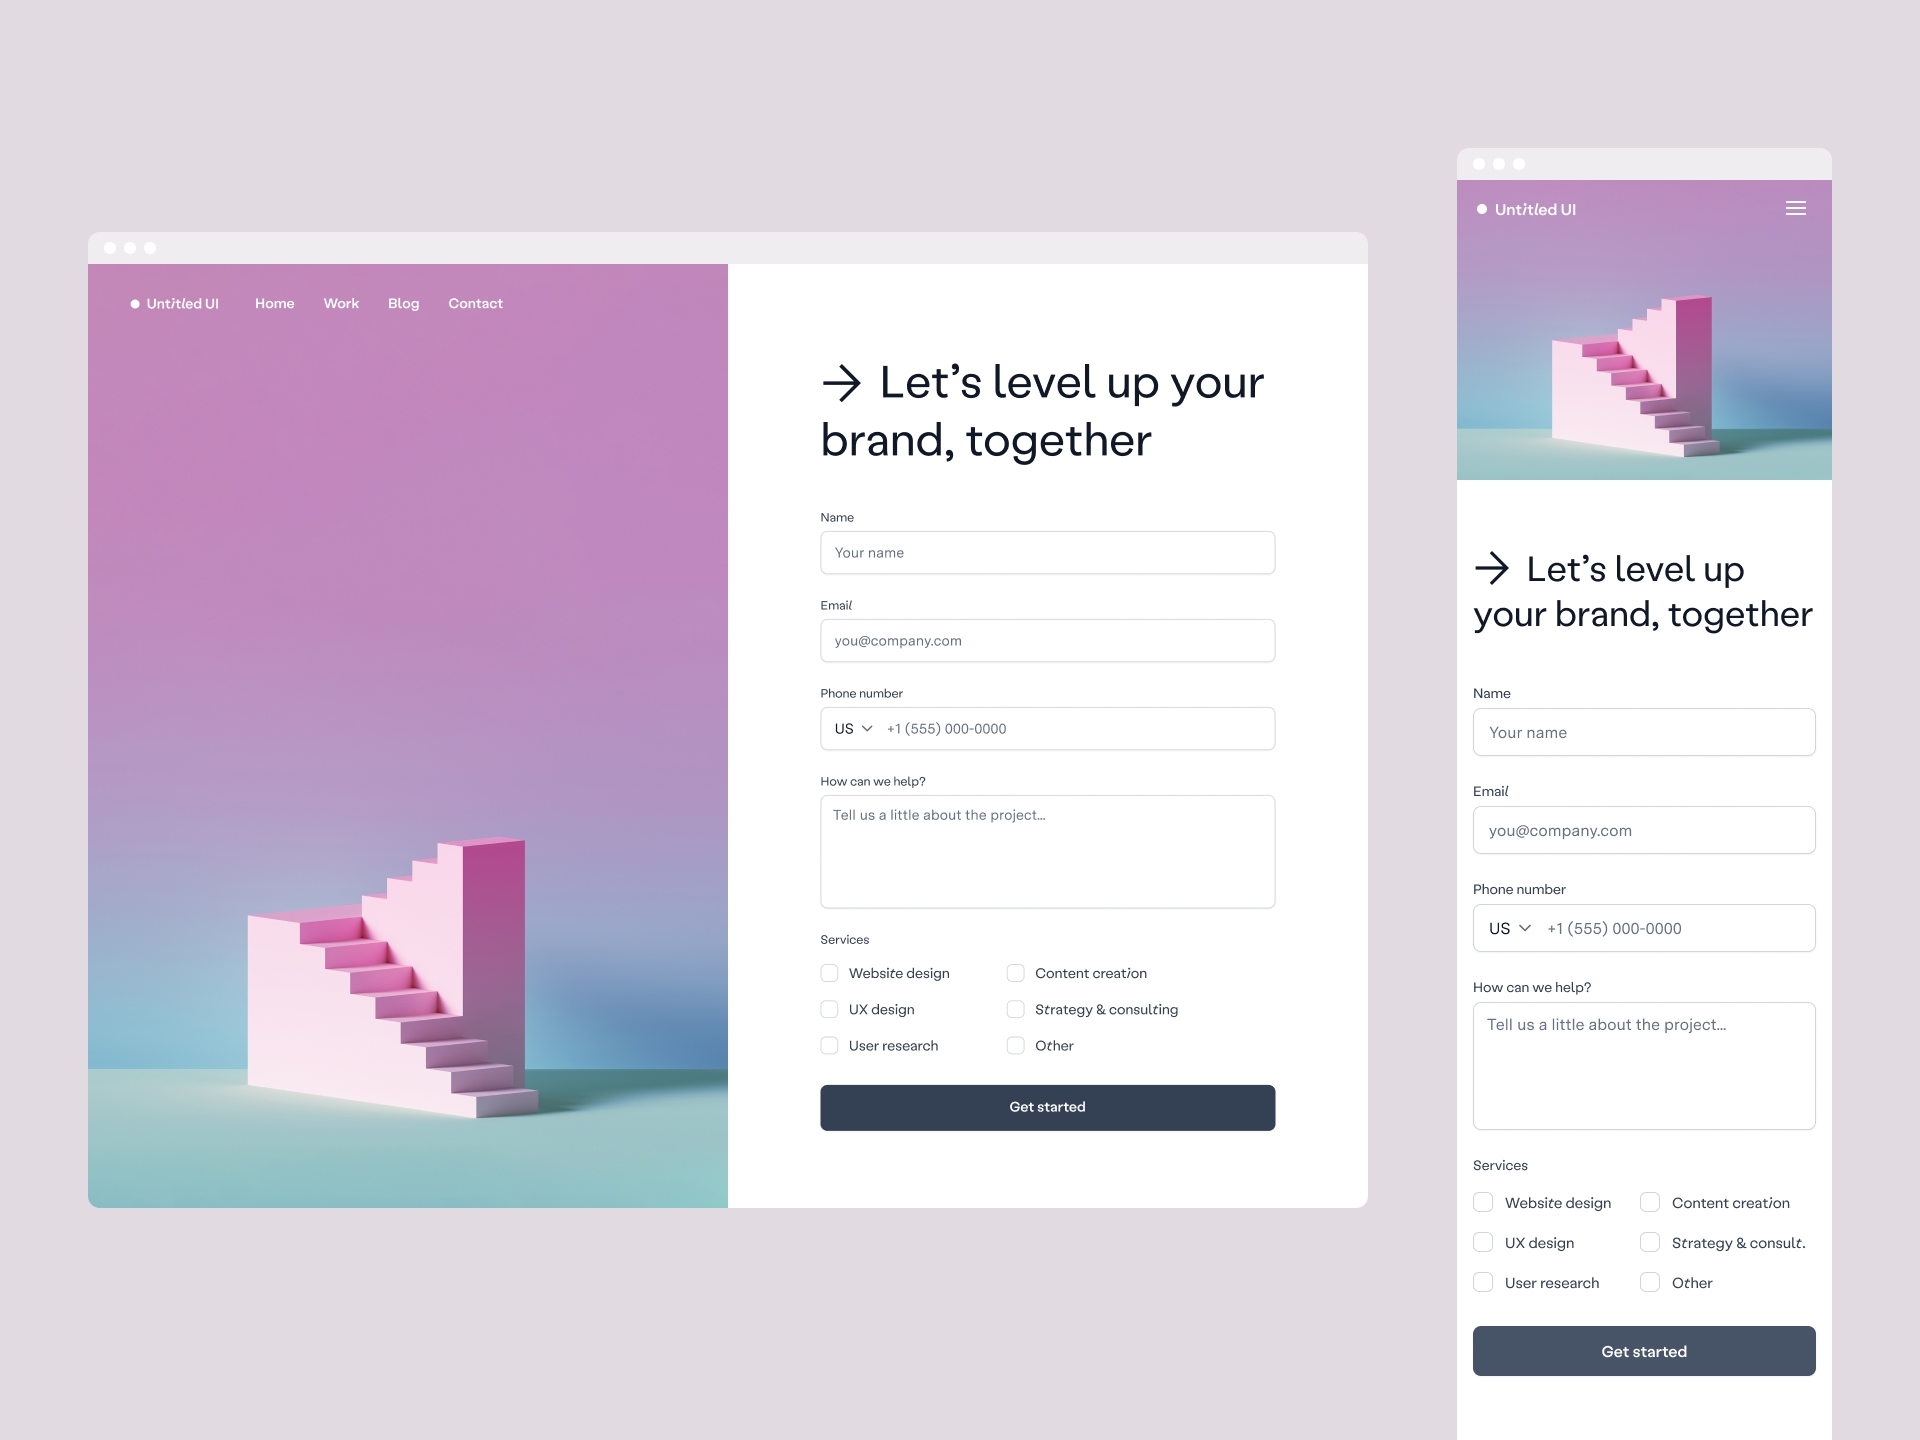 Untitled UI Home Work Blog Contact
→ Let’s level up your
brand, together
Name
Your name
Email
you@company.com
Phone number
US +1 (555) 000-0000
How can we help?
Tell us a little about the project...
Services
Website design Content creation
UX design Strategy & consulting
User research Other
Get started
Untitled UI
→ Let’s level up
your brand, together
Name
Your name
Email
you@company.com
Phone number
US +1 (555) 000-0000
How can we help?
Tell us a little about the project...
Services
Website design Content creation
UX design Strategy & consult.
User research Other
Get started